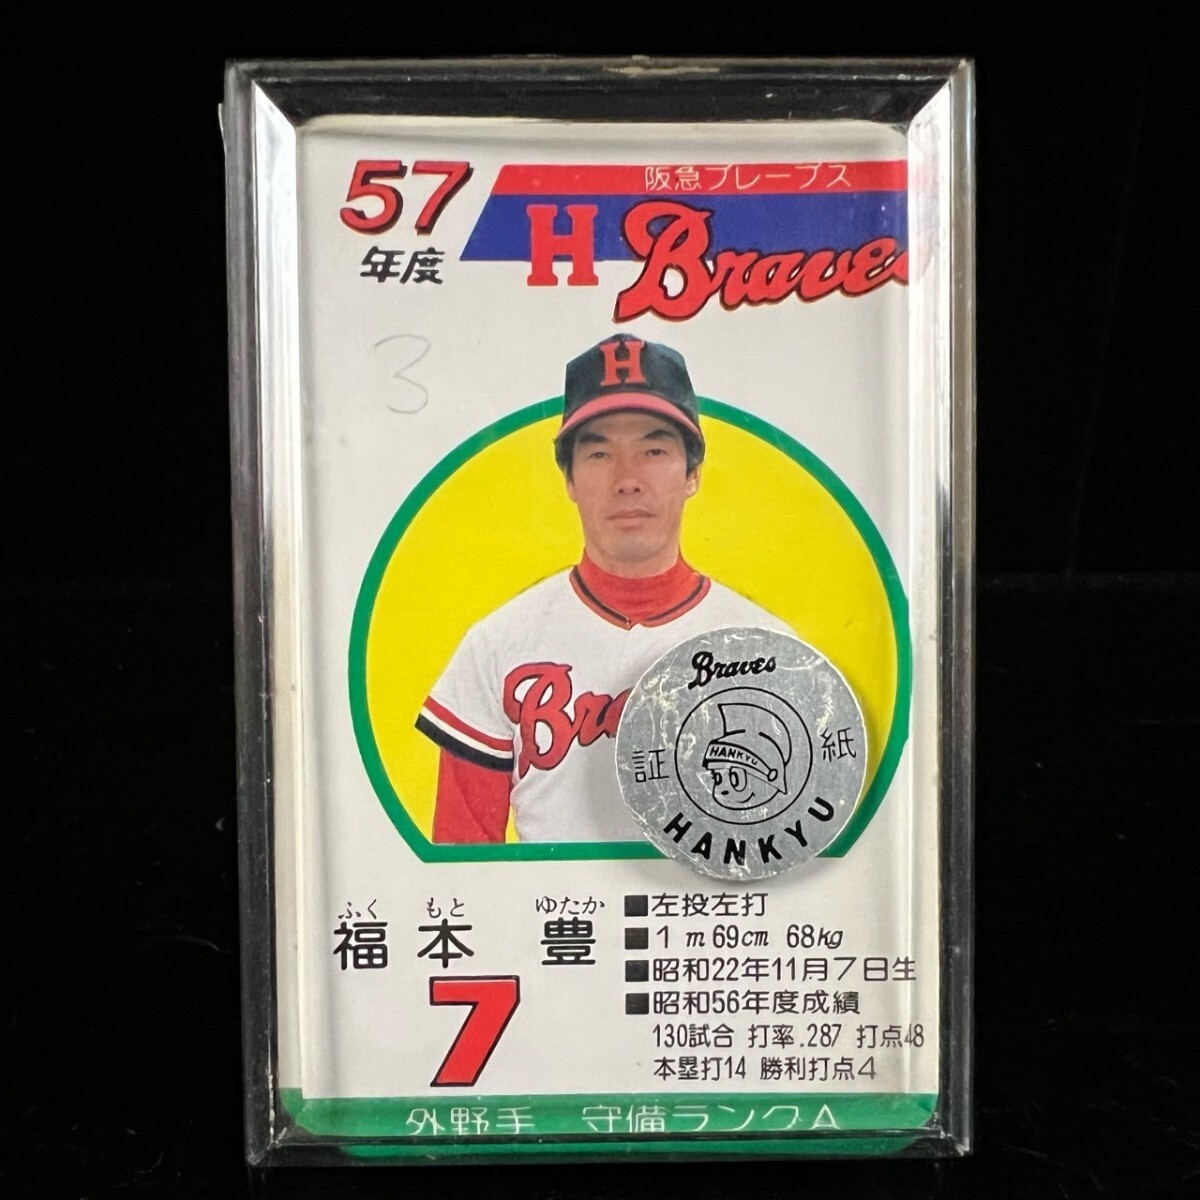 57
年度
阪急ブレーブス
H Braves
3
H
Br
Braves
証 紙
HANKYU
HANKYU
ふく もと ゆたか
福本 豊
7
■左投左打
■1m69cm 68kg
■昭和22年11月7日生
■昭和56年度成績
130試合 打率.287 打点48
本塁打14 勝利打点4
外野手 守備ランクA